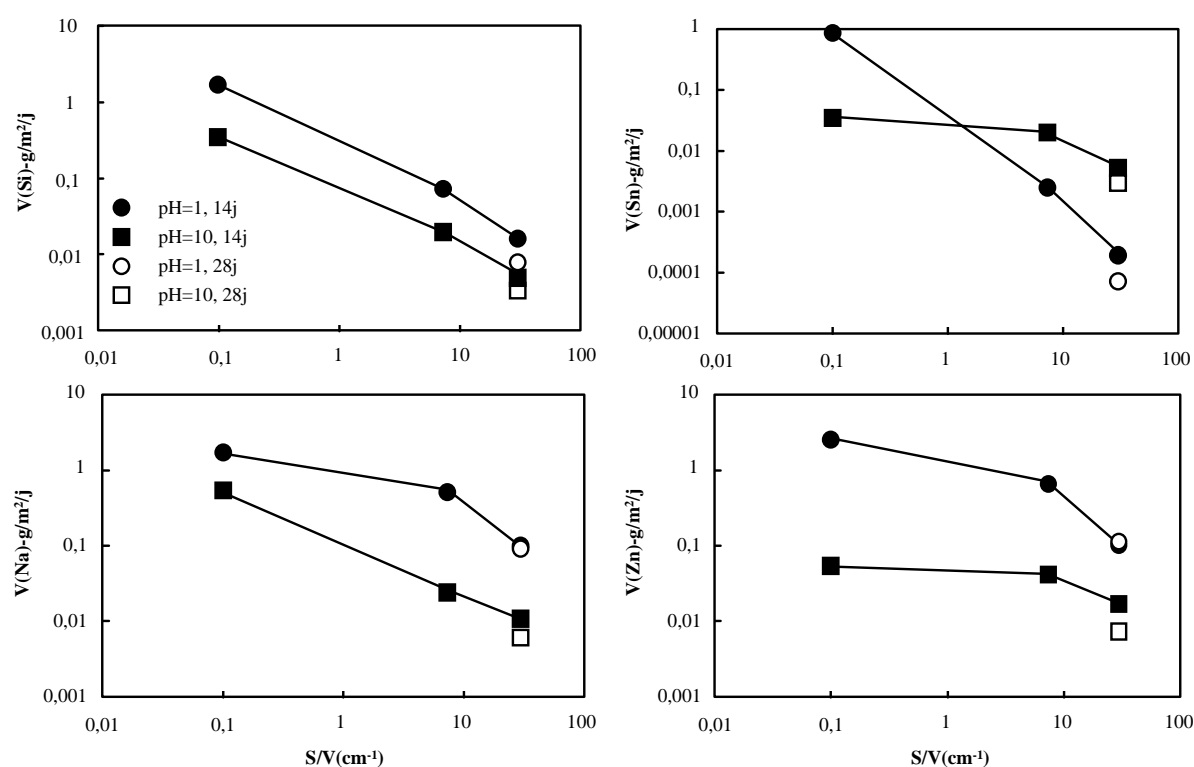 10
1
0,1
0,01
0,001
V(Si)-g/m²/j
pH=1, 14j
pH=10, 14j
pH=1, 28j
pH=10, 28j
0,01 0,1 1 10 100
1
0,1
0,01
0,001
0,0001
0,00001
V(Sn)-g/m²/j
0,01 0,1 1 10 100
10
1
0,1
0,01
0,001
V(Na)-g/m²/j
0,01 0,1 1 10 100
S/V(cm⁻¹)
10
1
0,1
0,01
0,001
V(Zn)-g/m²/j
0,01 0,1 1 10 100
S/V(cm⁻¹)